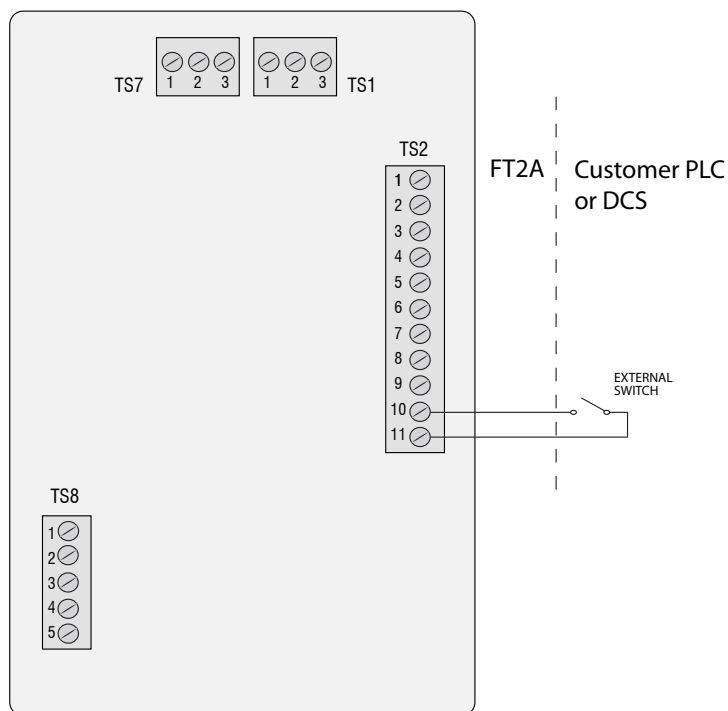 TS7
1 2 3
1 2 3
TS1
TS2
1
2
3
4
5
6
7
8
9
10
11
FT2A
Customer PLC
or DCS
EXTERNAL
SWITCH
TS8
1
2
3
4
5